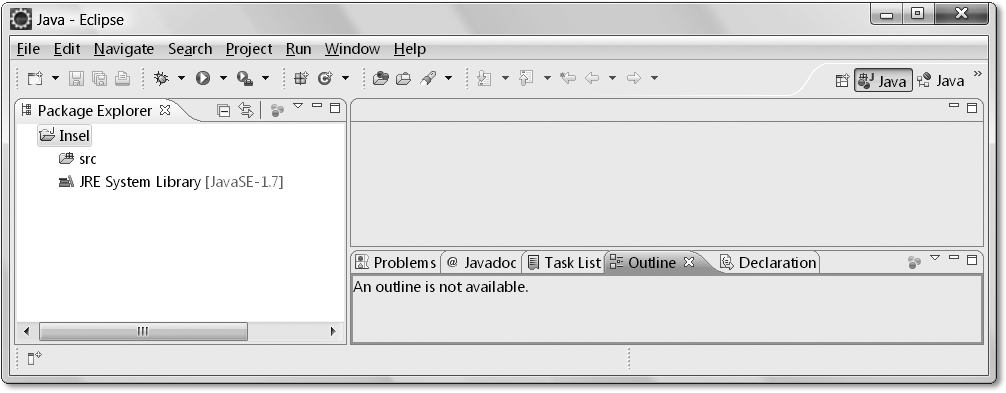 Java - Eclipse
File Edit Navigate Search Project Run Window Help
Java Java »
Package Explorer
Insel
src
JRE System Library [JavaSE-1.7]
Problems @ Javadoc Task List Outline Declaration
An outline is not available.